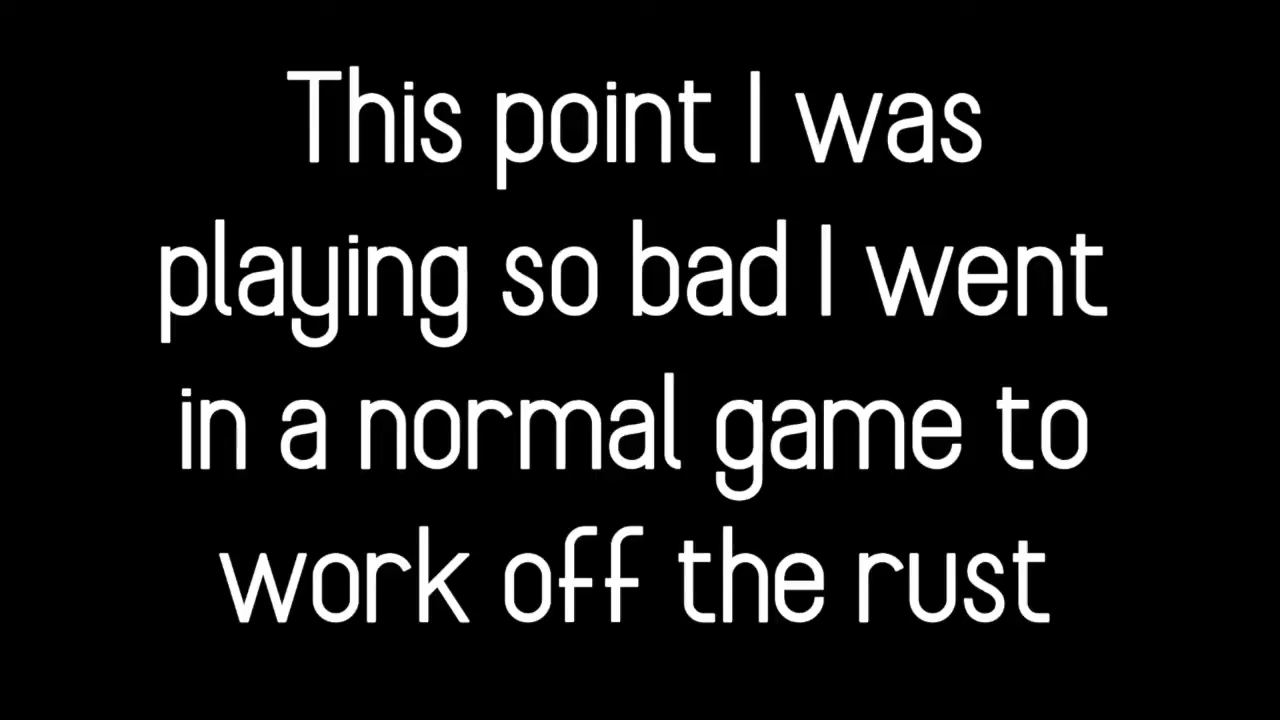 This point I was
playing so bad I went
in a normal game to
work off the rust